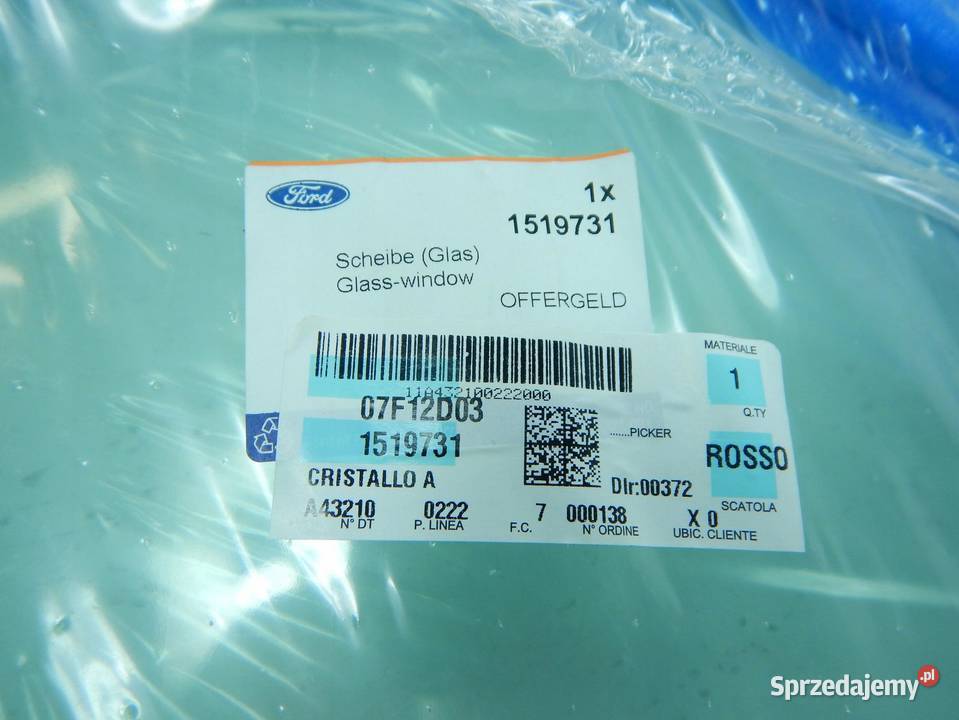 Ford
1x
1519731
Scheibe (Glas)
Glass-window
OFFERGELD
11A432100222000
07F12D03
1519731
CRISTALLO A
MATERIALE
1
Q.TY
......PICKER
ROSSO
Dlr:00372
SCATOLA
A43210 0222 7 000138 X 0
N° DT P. LINEA F.C. N° ORDINE UBIC. CLIENTE
Sprzedajemy.pl